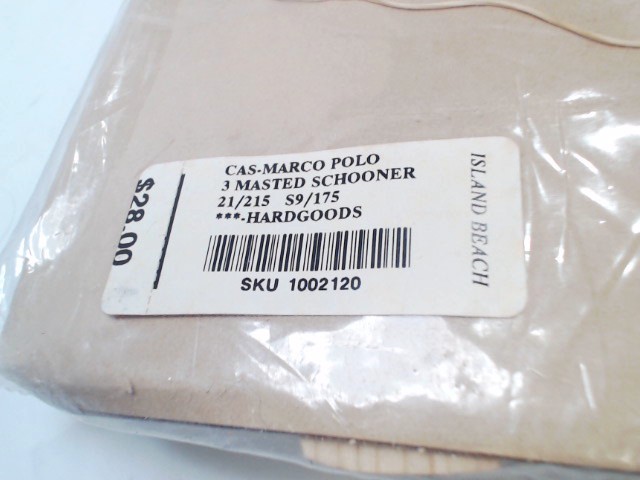 CAS-MARCO POLO
3 MASTED SCHOONER
21/215 S9/175
***-HARDGOODS
SKU 1002120
$28.00
ISLAND BEACH